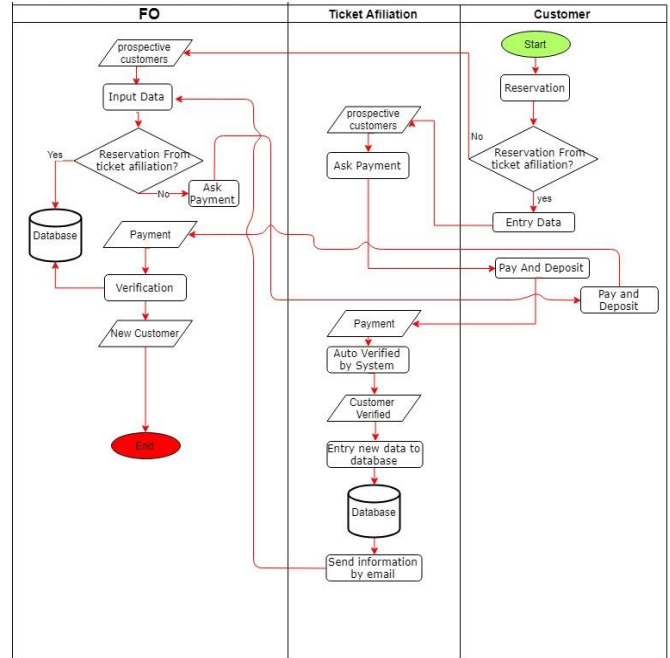 FO
Ticket Afiliation
Customer
prospective
customers
Input Data
Reservation From
ticket afiliation?
Yes
No
Ask
Payment
Database
Payment
Verification
New Customer
End
prospective
customers
Ask Payment
Payment
Auto Verified
by System
Customer
Verified
Entry new data to
database
Database
Send information
by email
Start
Reservation
No
Reservation From
ticket afiliation?
yes
Entry Data
Pay And Deposit
Pay and
Deposit